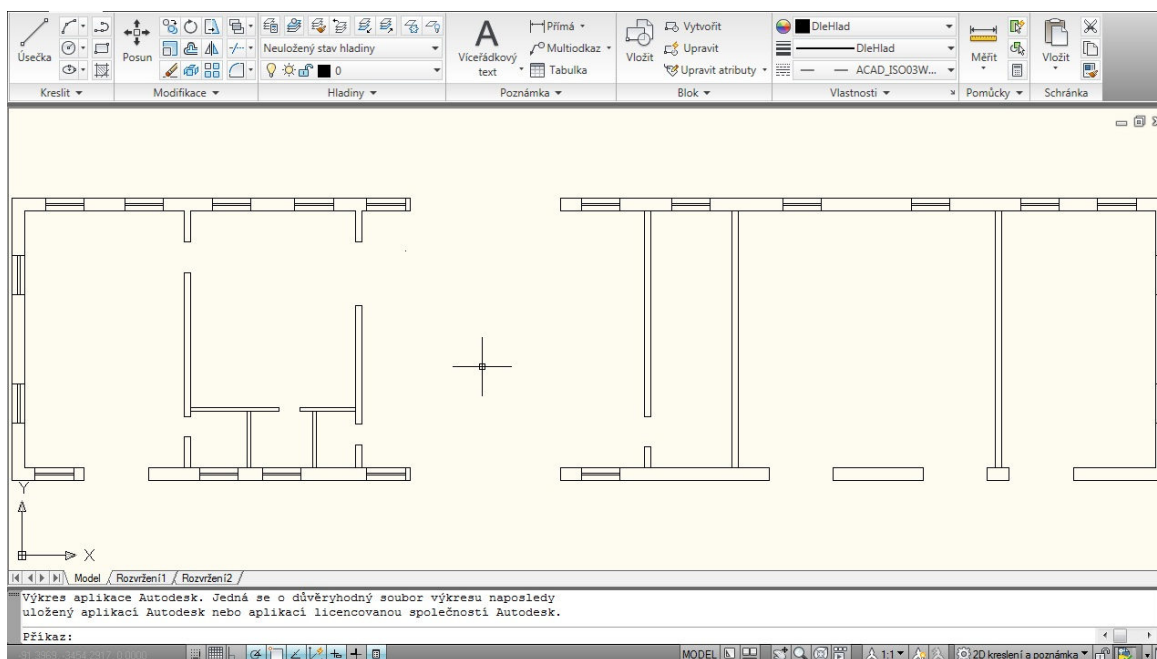 Úsečka
Posun
Neuložený stav hladiny
0
A
Víceřádkový
text
Přímá
Multiodkaz
Tabulka
Vložit
Vytvořit
Upravit
Upravit atributy
DleHlad
DleHlad
ACAD_ISO03W...
Měřit
Vložit
Kreslit
Modifikace
Hladiny
Poznámka
Blok
Vlastnosti
Pomůcky
Schránka
Y
X
Model
Rozvržení1
Rozvržení2
Výkres aplikace Autodesk. Jedná se o důvěryhodný soubor výkresu naposledy
uložený aplikací Autodesk nebo aplikací licencovanou společností Autodesk.
Příkaz:
MODEL
1:1
2D kreslení a poznámka